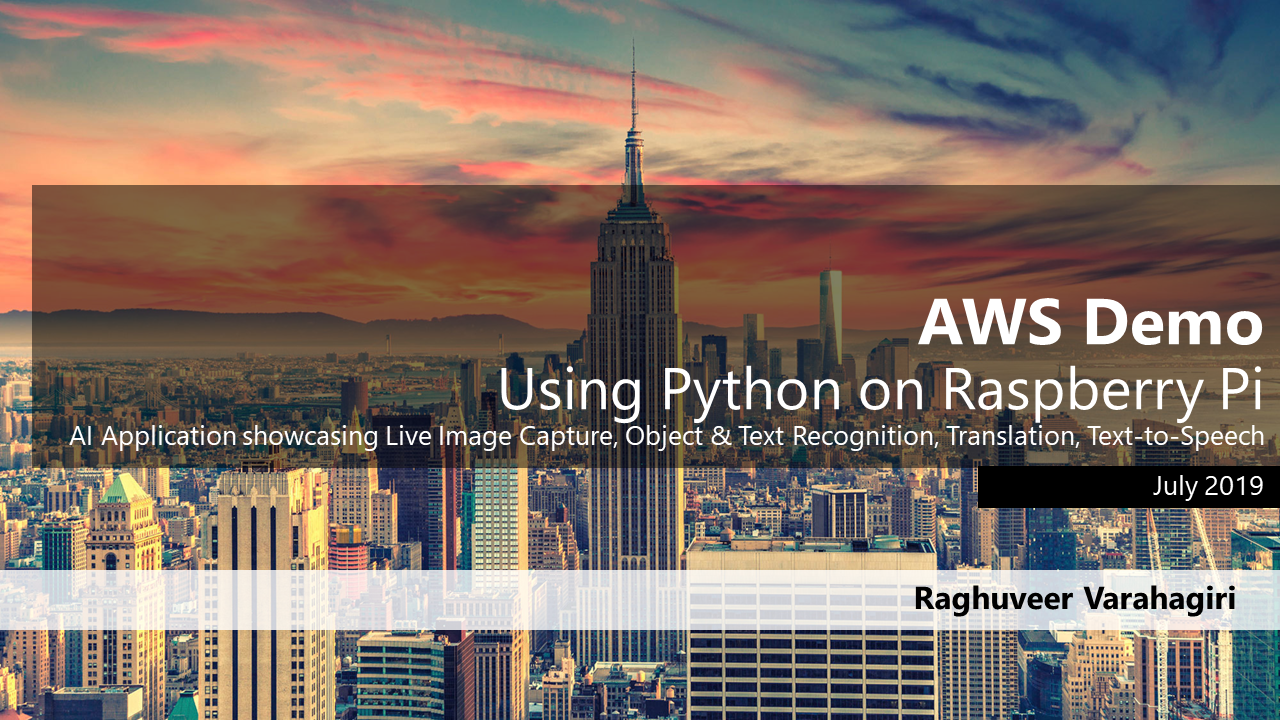 AWS Demo
Using Python on Raspberry Pi
AI Application showcasing Live Image Capture, Object & Text Recognition, Translation, Text-to-Speech
July 2019
Raghuveer Varahagiri